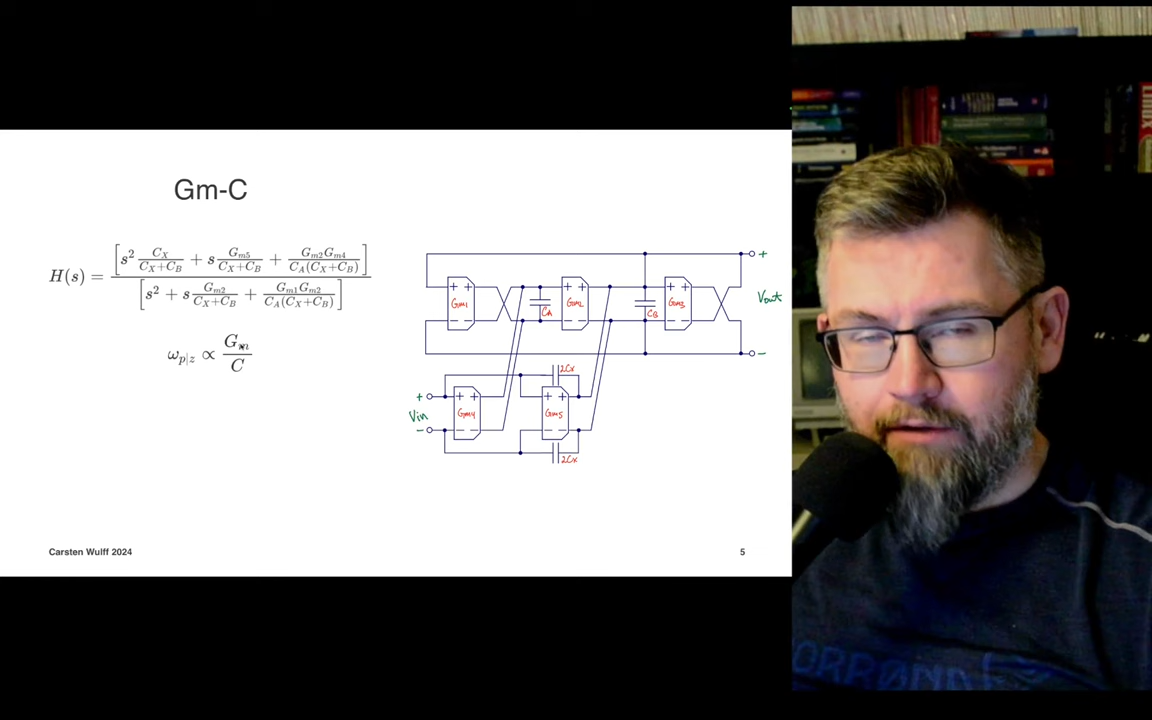 Gm-C
H(s) = [s² C_X/(C_X+C_B) + s G_m5/(C_X+C_B) + G_m2G_m4/(C_A(C_X+C_B))] / [s² + s G_m2/(C_X+C_B) + G_m1G_m2/(C_A(C_X+C_B))]
ω_p|z ∝ G_m/C
+
Gm1 CA Gm2 CB Gm3
Vout
−
2Cx
+
Vin Gm4 Gm5
−
2Cx
Carsten Wulff 2024
5
LINUX